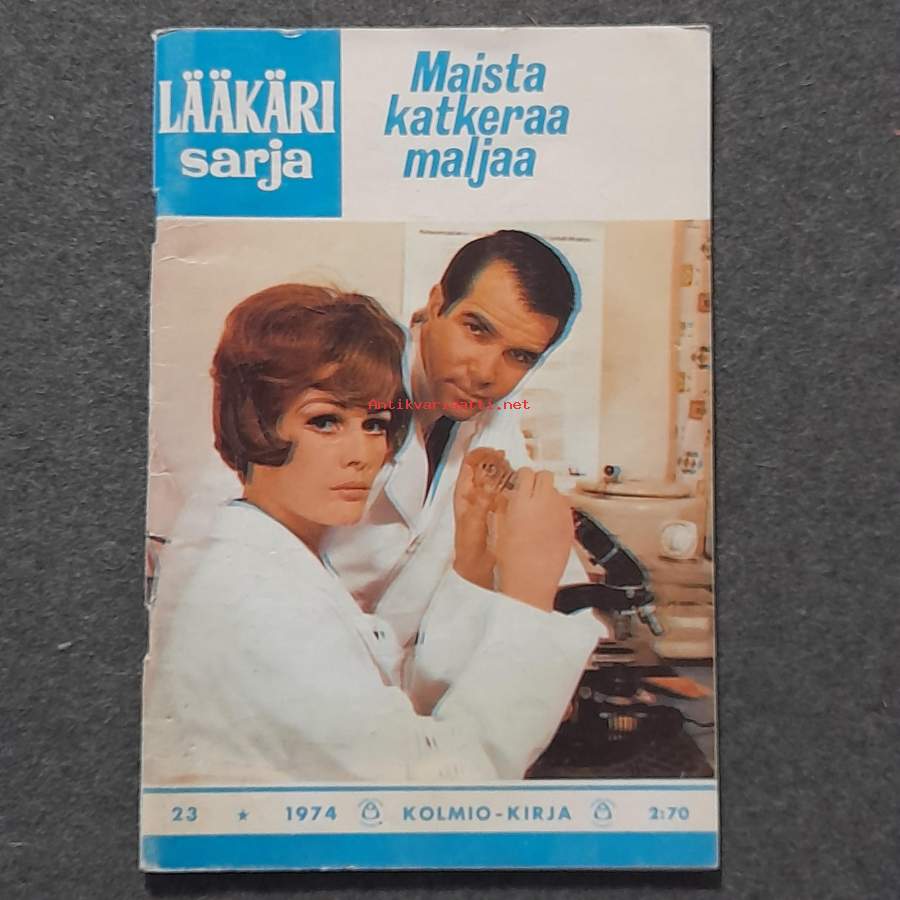 LÄÄKÄRI
sarja
Maista
katkeraa
maljaa
Antikvariaatti.net
23 ★ 1974 KOLMIO-KIRJA 2:70